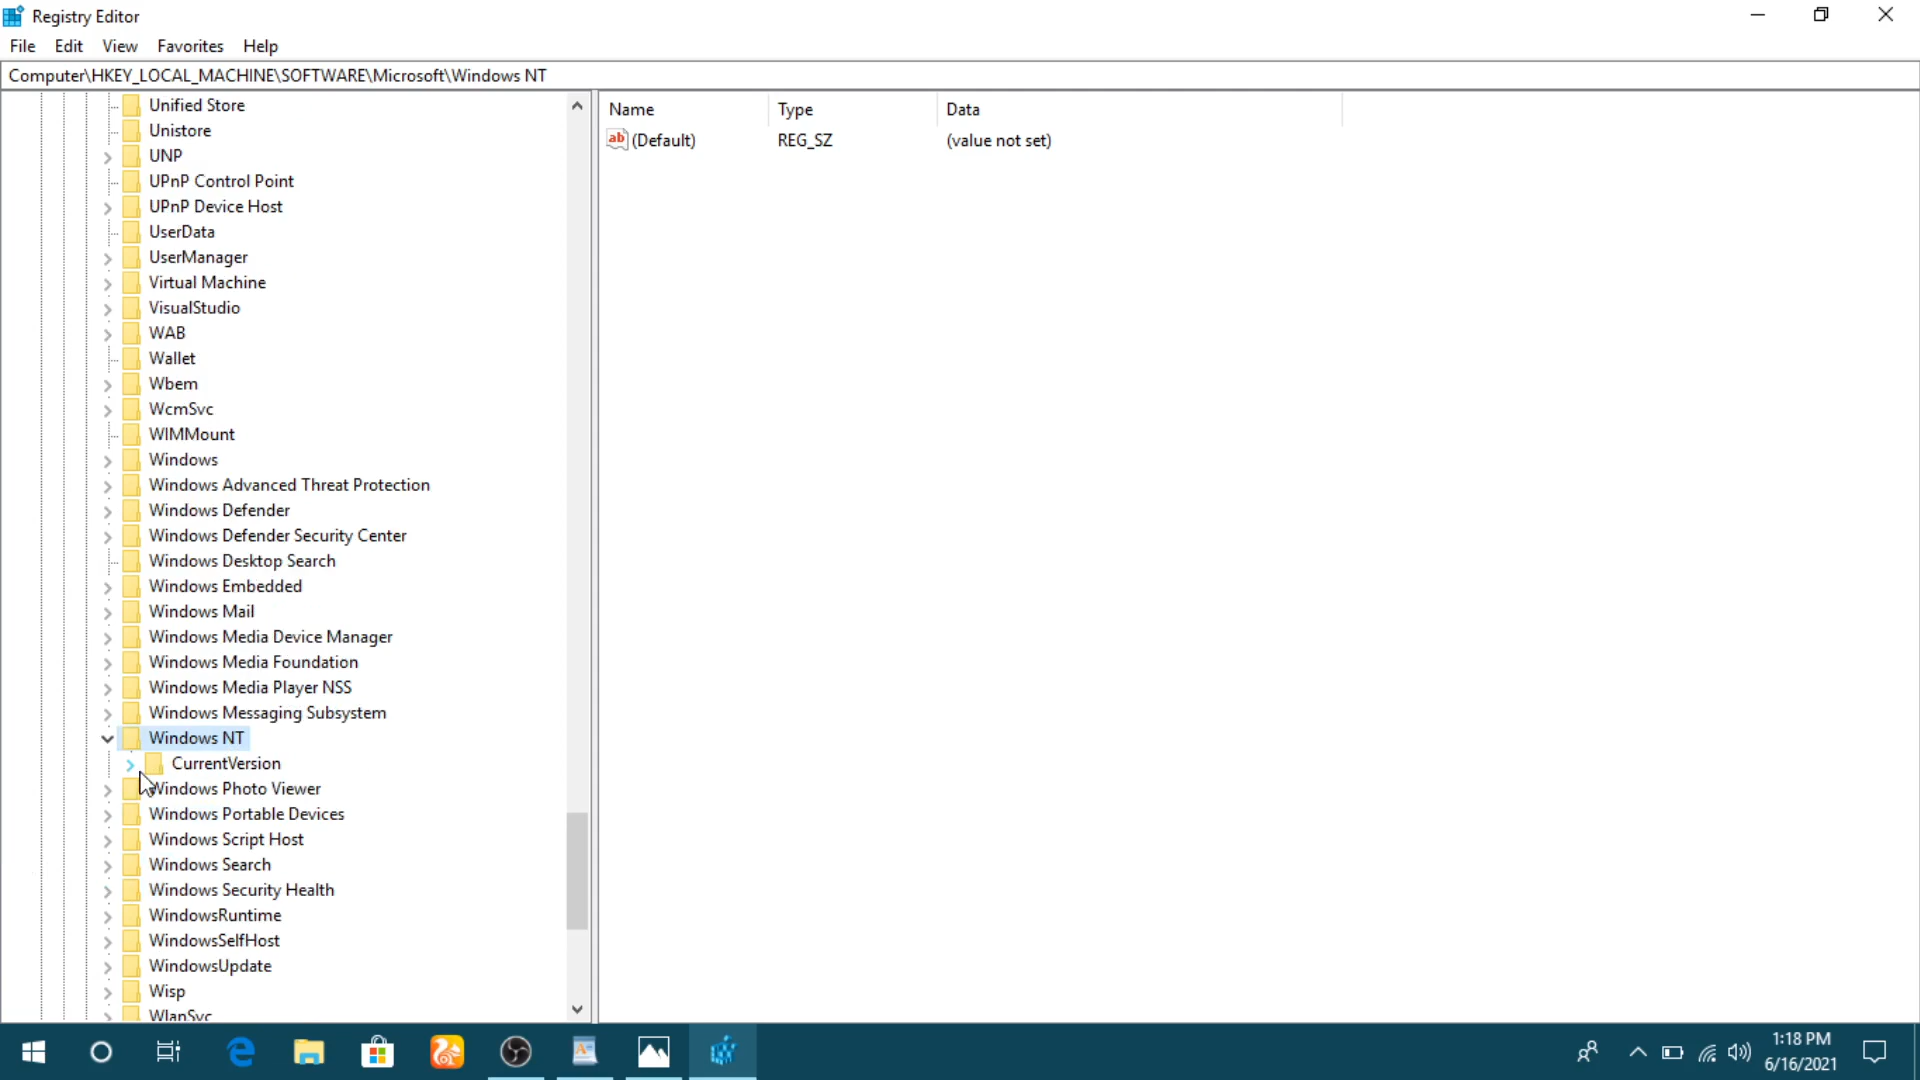 Registry Editor
File Edit View Favorites Help
Computer\HKEY_LOCAL_MACHINE\SOFTWARE\Microsoft\Windows NT
Unified Store
Unistore
UNP
UPnP Control Point
UPnP Device Host
UserData
UserManager
Virtual Machine
VisualStudio
WAB
Wallet
Wbem
WcmSvc
WIMMount
Windows
Windows Advanced Threat Protection
Windows Defender
Windows Defender Security Center
Windows Desktop Search
Windows Embedded
Windows Mail
Windows Media Device Manager
Windows Media Foundation
Windows Media Player NSS
Windows Messaging Subsystem
Windows NT
CurrentVersion
Windows Photo Viewer
Windows Portable Devices
Windows Script Host
Windows Search
Windows Security Health
WindowsRuntime
WindowsSelfHost
WindowsUpdate
Wisp
WlanSvc
Name Type Data
ab (Default) REG_SZ (value not set)
1:18 PM
6/16/2021